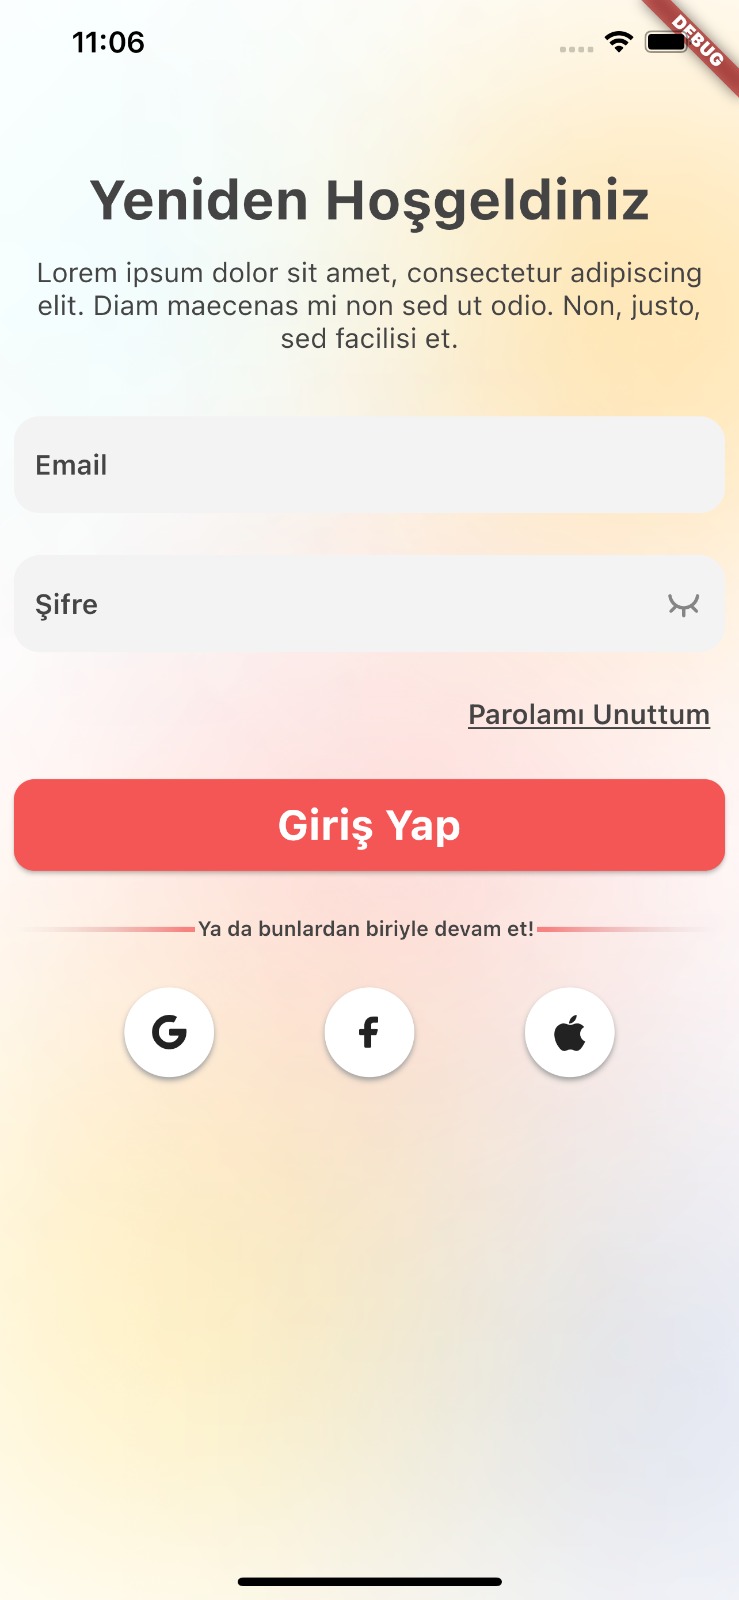 11:06
DEBUG
Yeniden Hoşgeldiniz
Lorem ipsum dolor sit amet, consectetur adipiscing
elit. Diam maecenas mi non sed ut odio. Non, justo,
sed facilisi et.
Email
Şifre
Parolamı Unuttum
Giriş Yap
Ya da bunlardan biriyle devam et!